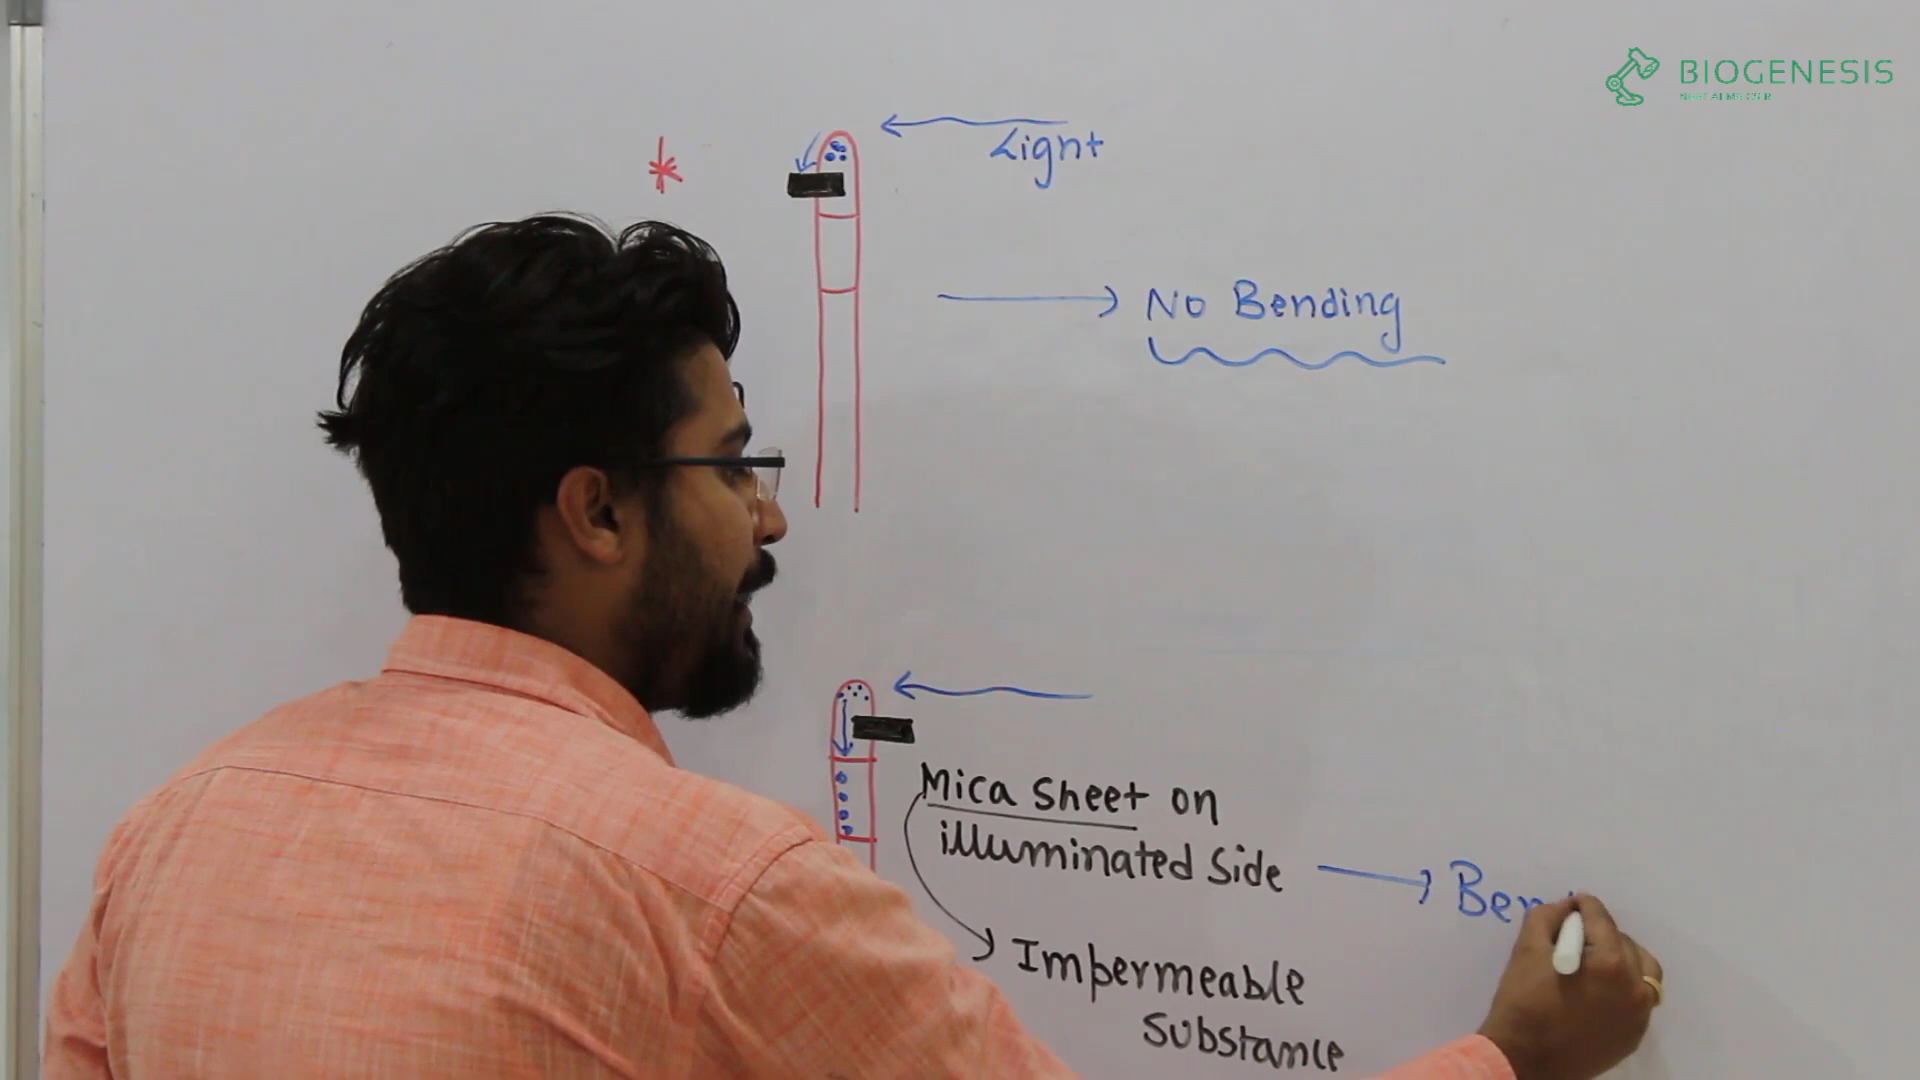 BIOGENESIS
Light
No Bending
Mica Sheet on
illuminated Side
Impermeable
Substance